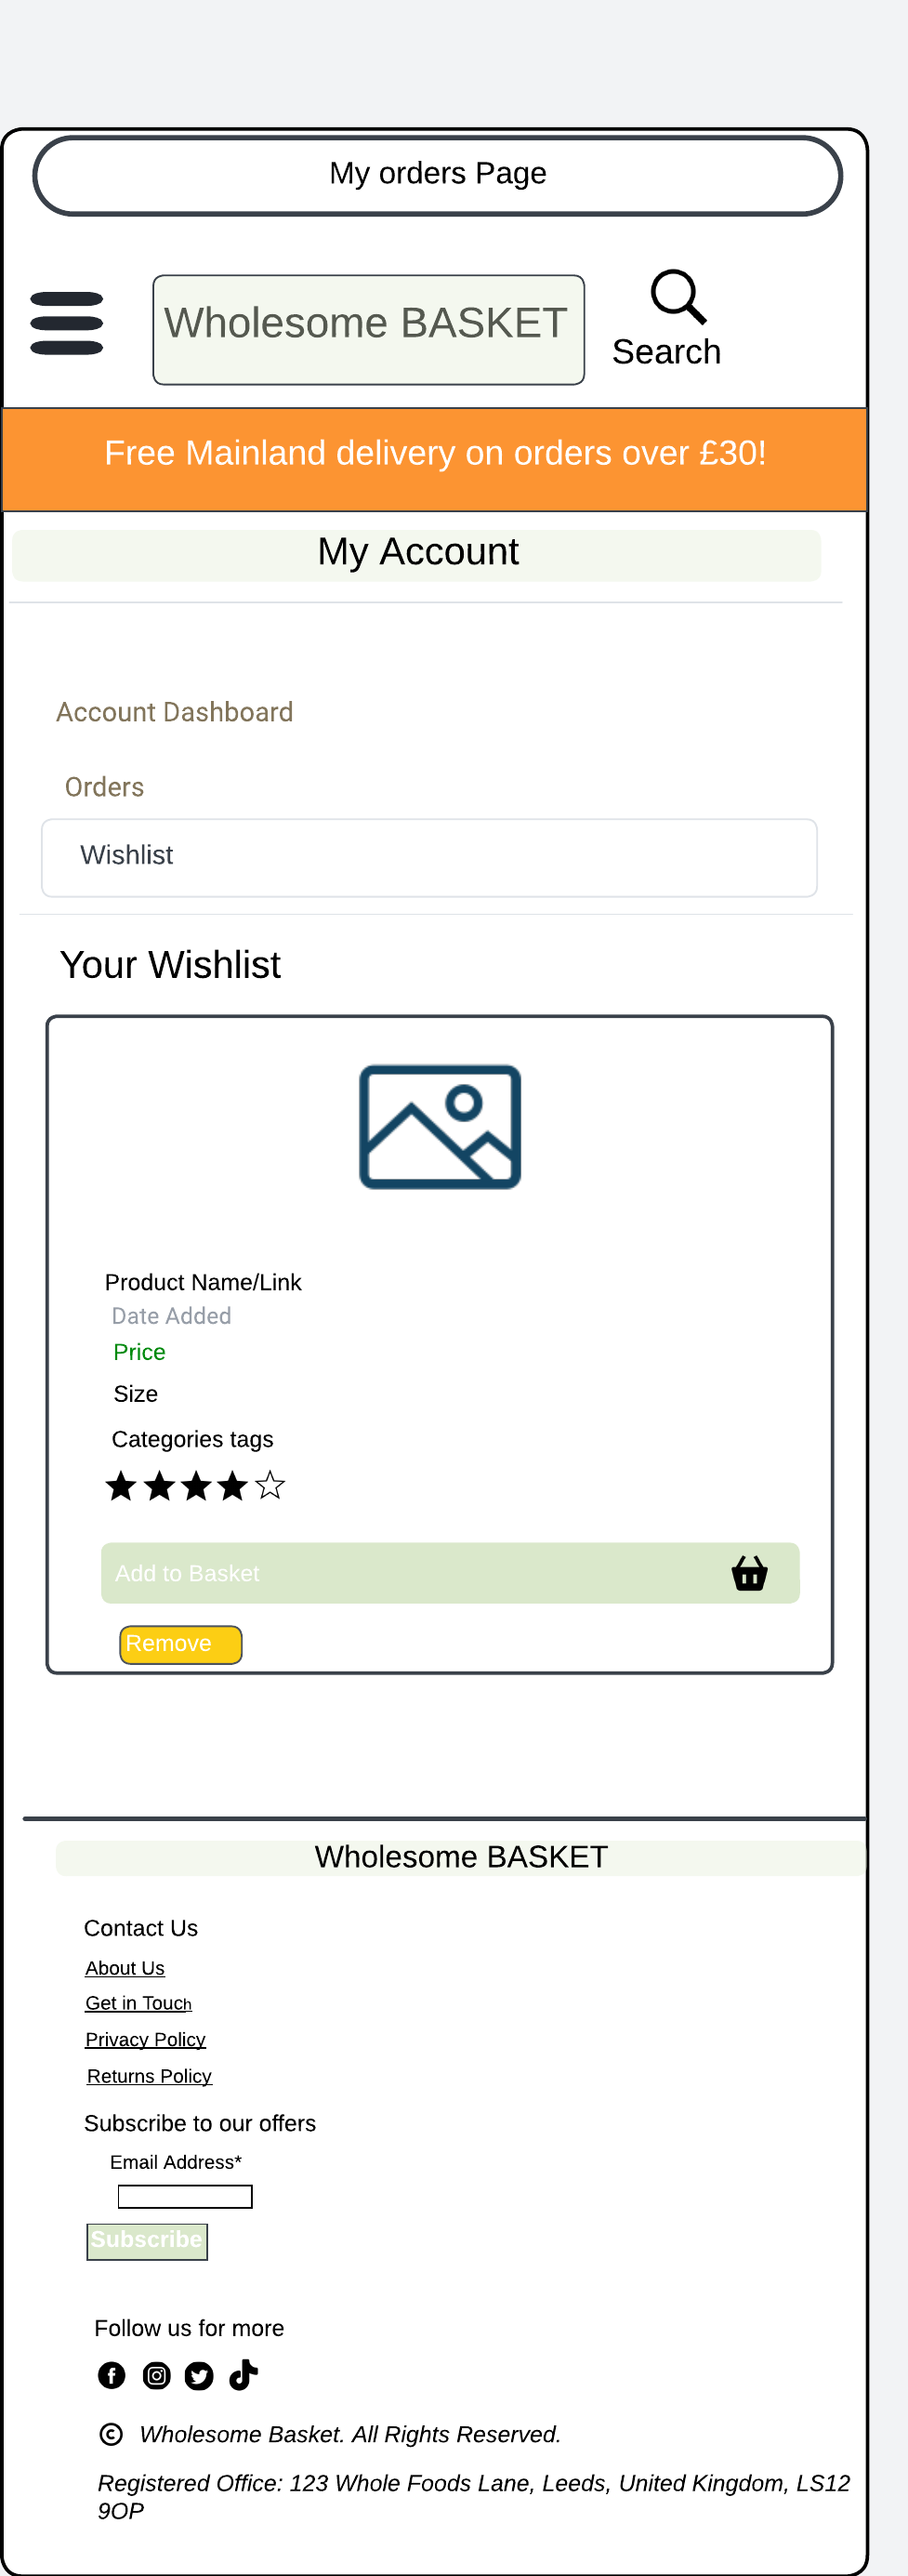 My orders Page
Wholesome BASKET
Search
Free Mainland delivery on orders over £30!
My Account
Account Dashboard
Orders
Wishlist
Your Wishlist
Product Name/Link
Date Added
Price
Size
Categories tags
Add to Basket
Remove
Wholesome BASKET
Contact Us
About Us
Get in Touch
Privacy Policy
Returns Policy
Subscribe to our offers
Email Address*
Subscribe
Follow us for more
© Wholesome Basket. All Rights Reserved.
Registered Office: 123 Whole Foods Lane, Leeds, United Kingdom, LS12
9OP